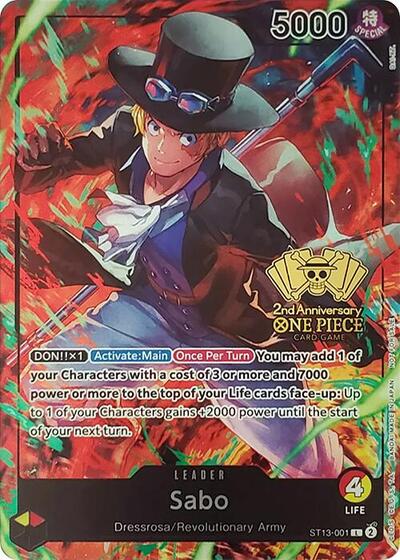 5000
特
SPECIAL
2nd Anniversary
ONE PIECE
CARD GAME
DON!!×1 Activate:Main Once Per Turn You may add 1 of
your Characters with a cost of 3 or more and 7000
power or more to the top of your Life cards face-up: Up
to 1 of your Characters gains +2000 power until the start
of your next turn.
LEADER
Sabo
4
LIFE
Dressrosa/Revolutionary Army
ST13-001 L 2